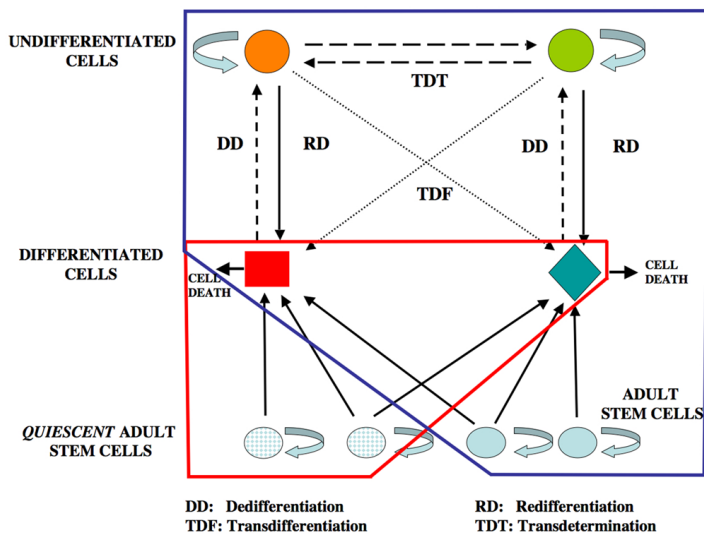 UNDIFFERENTIATED
CELLS
TDT
DD
RD
DD
RD
TDF
DIFFERENTIATED
CELLS
CELL
DEATH
CELL
DEATH
ADULT
STEM CELLS
QUIESCENT ADULT
STEM CELLS
DD: Dedifferentiation
RD: Redifferentiation
TDF: Transdifferentiation
TDT: Transdetermination